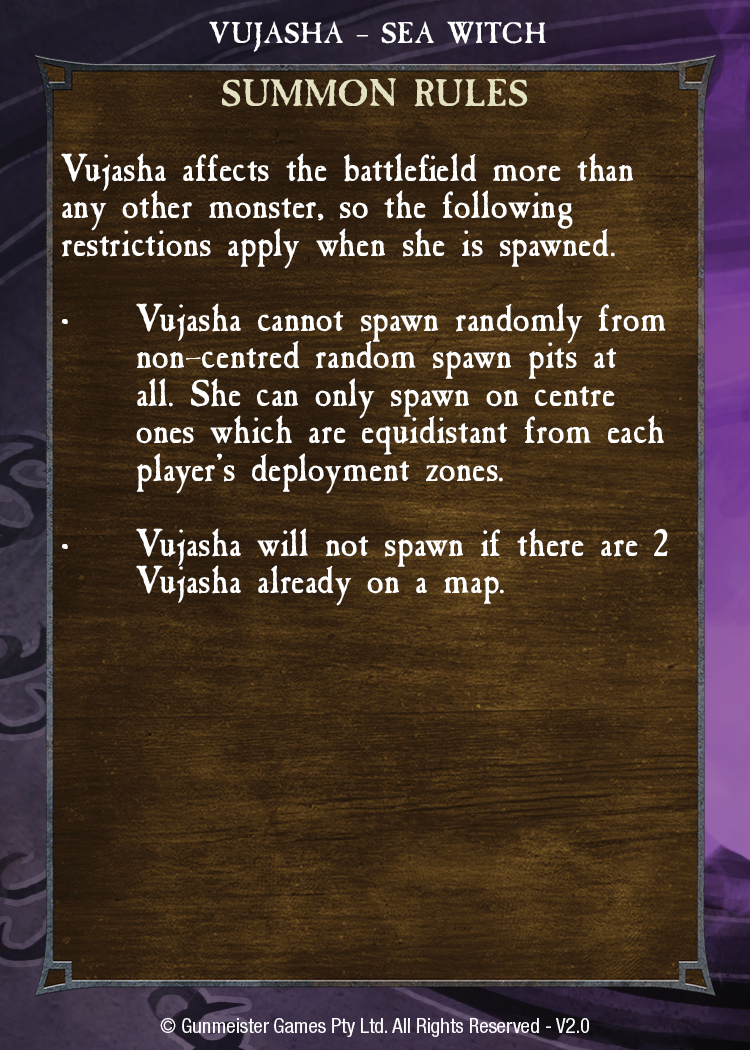 VUJASHA – SEA WITCH
SUMMON RULES
Vujasha affects the battlefield more than
any other monster, so the following
restrictions apply when she is spawned.
• Vujasha cannot spawn randomly from
non–centred random spawn pits at
all. She can only spawn on centre
ones which are equidistant from each
player's deployment zones.
• Vujasha will not spawn if there are 2
Vujasha already on a map.
© Gunmeister Games Pty Ltd. All Rights Reserved - V2.0